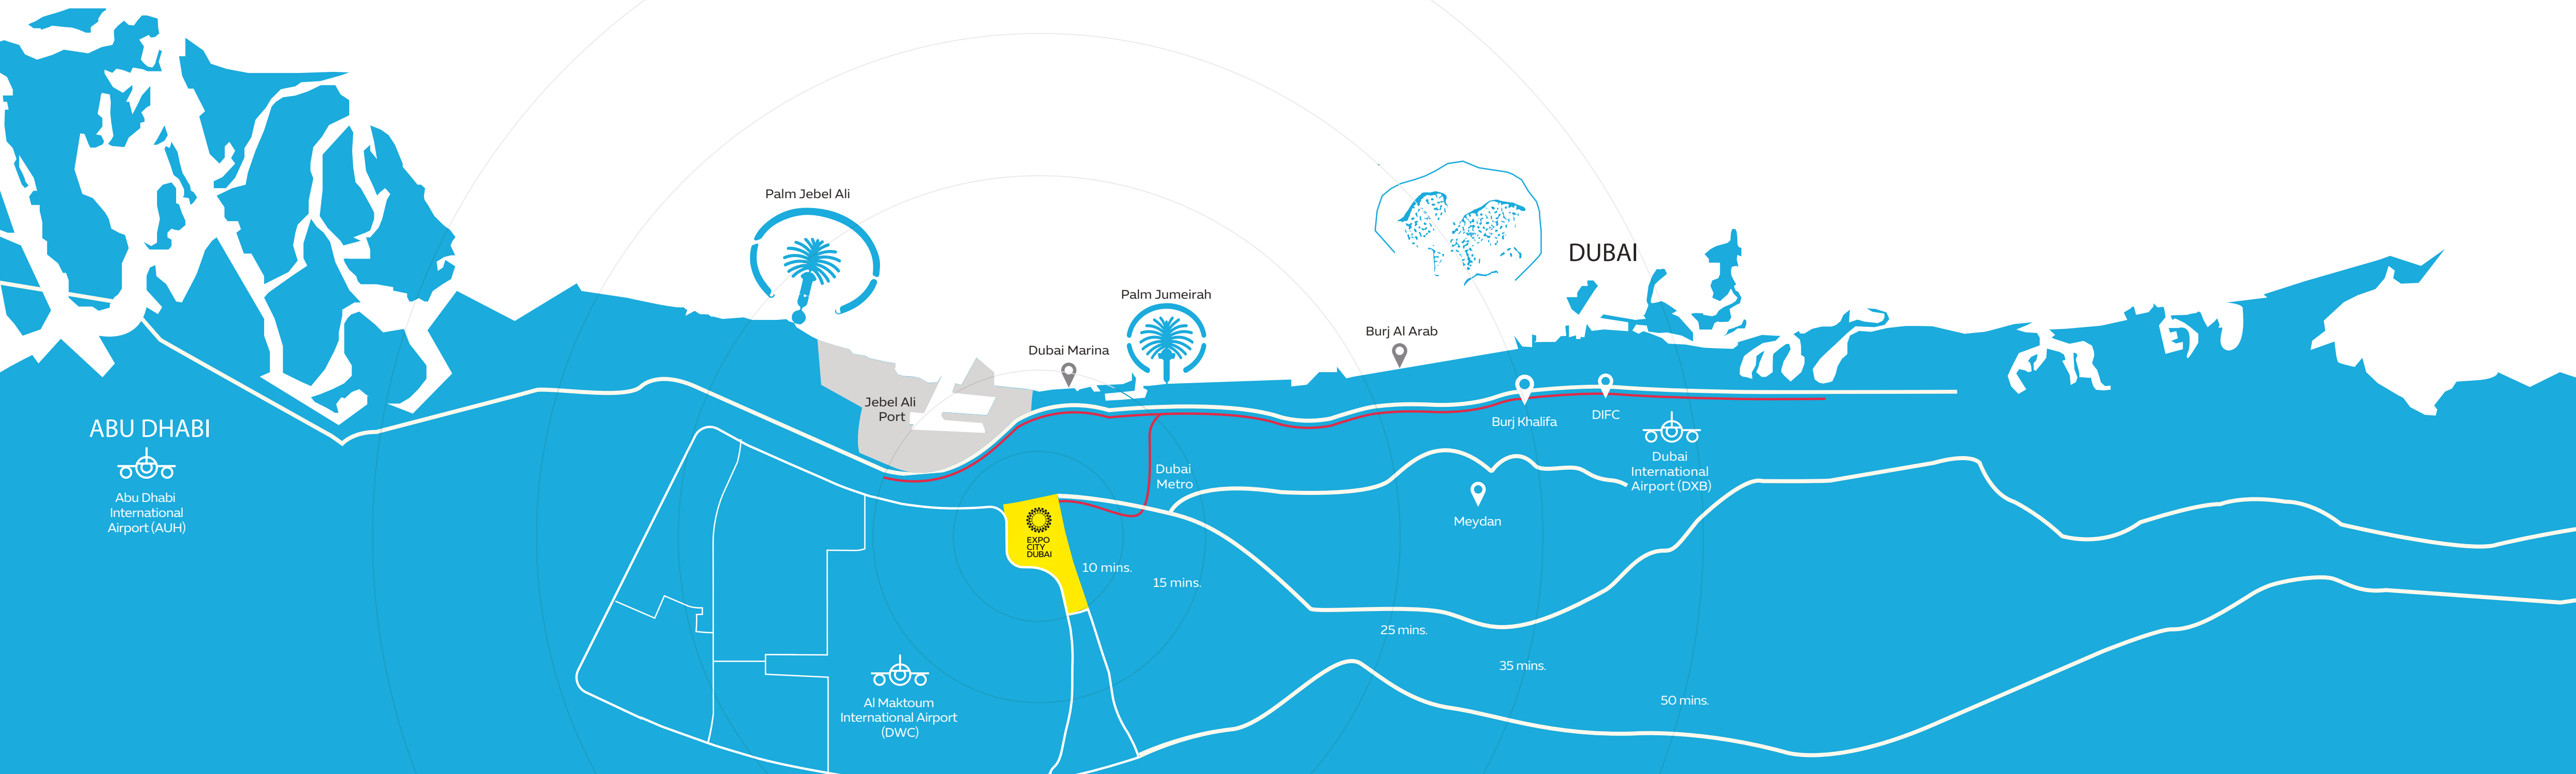 Palm Jebel Ali
DUBAI
Palm Jumeirah
Burj Al Arab
Dubai Marina
Jebel Ali
Port
Burj Khalifa
DIFC
ABU DHABI
Abu Dhabi
International
Airport (AUH)
Dubai
International
Airport (DXB)
Dubai
Metro
Meydan
EXPO
CITY
DUBAI
10 mins.
15 mins.
25 mins.
35 mins.
50 mins.
Al Maktoum
International Airport
(DWC)